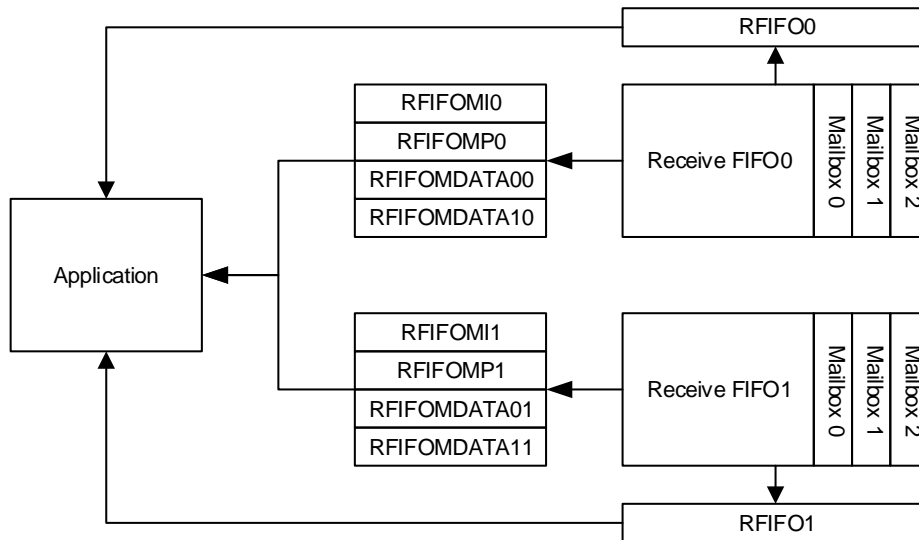 RFIFO0
RFIFOMI0
RFIFOMP0
RFIFOMDATA00
RFIFOMDATA10
Receive FIFO0
Mailbox 0
Mailbox 1
Mailbox 2
Application
RFIFOMI1
RFIFOMP1
RFIFOMDATA01
RFIFOMDATA11
Receive FIFO1
Mailbox 0
Mailbox 1
Mailbox 2
RFIFO1